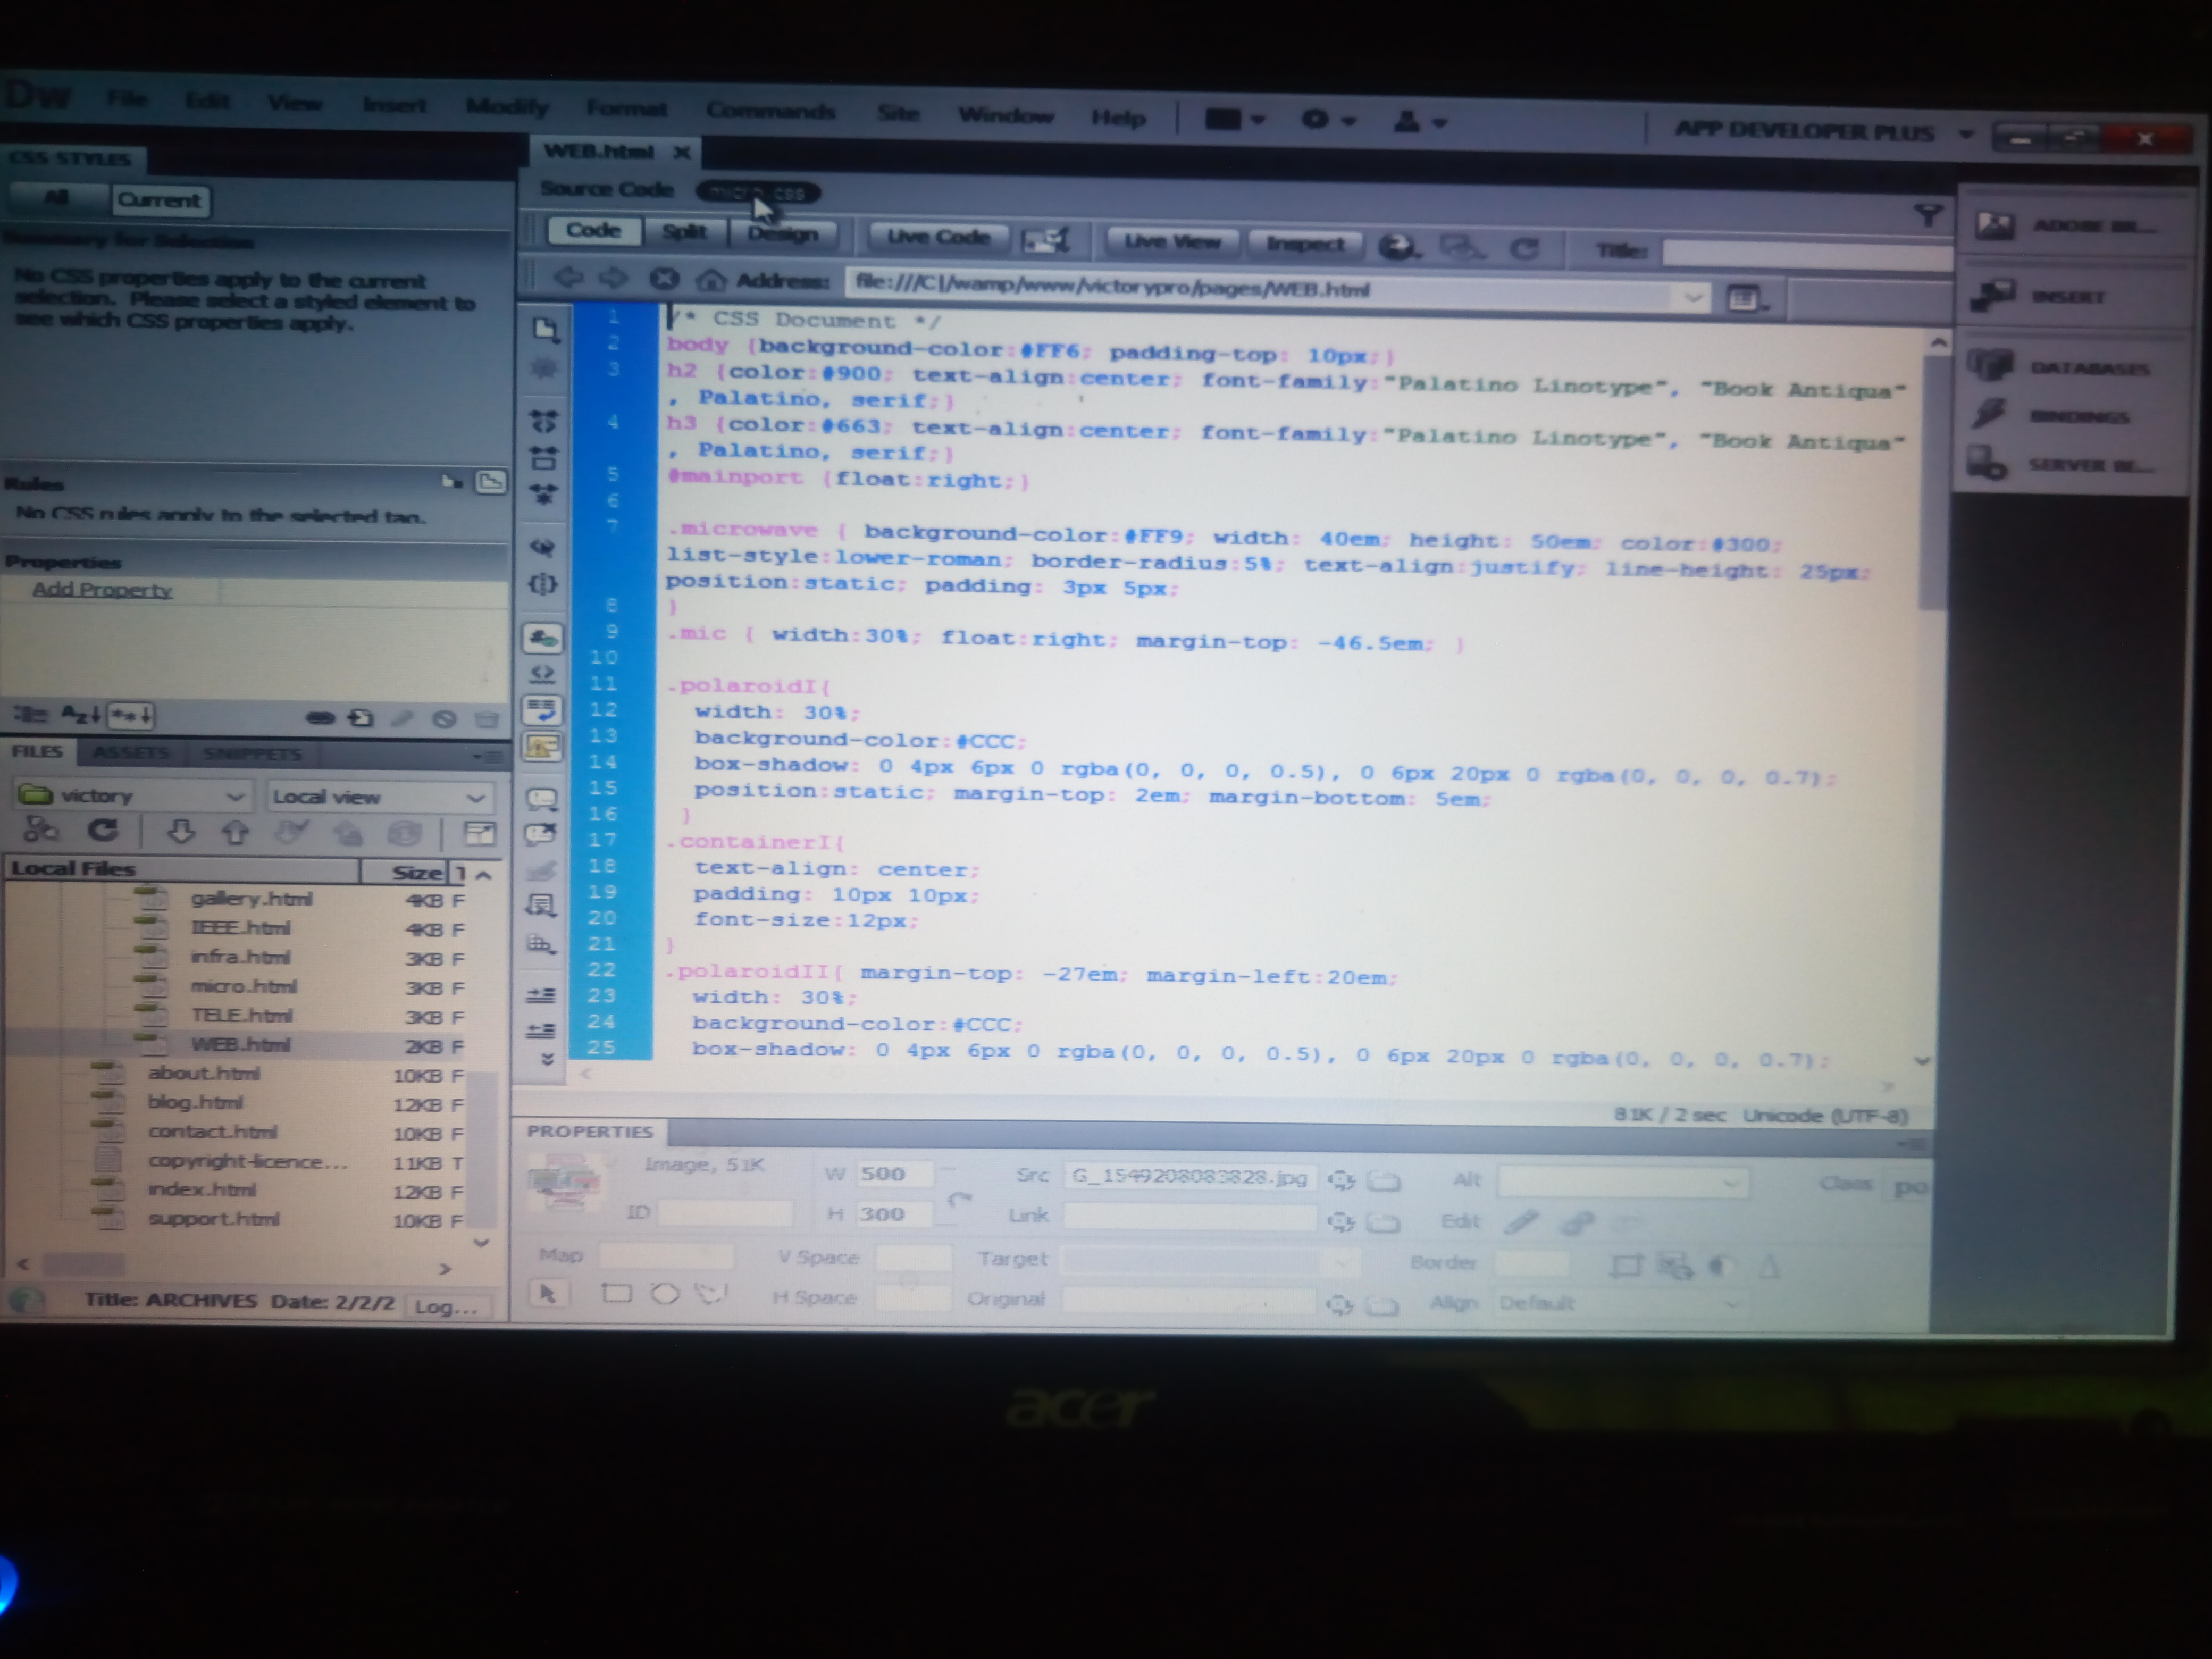 Dw File Edit View Insert Modify Format Commands Site Window Help APP DEVELOPER PLUS
CSS STYLES
All Current
Summary for Selection
No CSS properties apply to the current
selection. Please select a styled element to
see which CSS properties apply.
Rules
No CSS rules apply to the selected tag.
Properties
Add Property
FILES ASSETS SNIPPETS
victory Local view
Local Files Size T
gallery.html 4KB F
IEEE.html 4KB F
infra.html 3KB F
micro.html 3KB F
TELE.html 3KB F
WEB.html 2KB F
about.html 10KB F
blog.html 12KB F
contact.html 10KB F
copyright-licence... 11KB T
index.html 12KB F
support.html 10KB F
Title: ARCHIVES Date: 2/2/2 Log...
WEB.html
Source Code micro.css
Code Split Design Live Code Live View Inspect Title:
Address: file:///C|/wamp/www/victorypro/pages/WEB.html
1 /* CSS Document */
2 body {background-color:#FF6; padding-top: 10px;}
3 h2 {color:#900; text-align:center; font-family:"Palatino Linotype", "Book Antiqua"
, Palatino, serif;}
4 h3 {color:#663; text-align:center; font-family:"Palatino Linotype", "Book Antiqua"
, Palatino, serif;}
5 #mainport {float:right;}
6
7 .microwave { background-color:#FF9; width: 40em; height: 50em; color:#300;
list-style:lower-roman; border-radius:5%; text-align:justify; line-height: 25px;
position:static; padding: 3px 5px;
8 }
9 .mic { width:30%; float:right; margin-top: -46.5em; }
10
11 .polaroidI{
12 width: 30%;
13 background-color:#CCC;
14 box-shadow: 0 4px 6px 0 rgba(0, 0, 0, 0.5), 0 6px 20px 0 rgba(0, 0, 0, 0.7);
15 position:static; margin-top: 2em; margin-bottom: 5em;
16 }
17 .containerI{
18 text-align: center;
19 padding: 10px 10px;
20 font-size:12px;
21 }
22 .polaroidII{ margin-top: -27em; margin-left:20em;
23 width: 30%;
24 background-color:#CCC;
25 box-shadow: 0 4px 6px 0 rgba(0, 0, 0, 0.5), 0 6px 20px 0 rgba(0, 0, 0, 0.7);
81K / 2 sec Unicode (UTF-8)
PROPERTIES
Image, 51K W 500 Src G_1549208083828.jpg Alt Class po
ID H 300 Link Edit
Map V Space Target Border
H Space Original Align Default
ADOBE BR...
INSERT
DATABASES
BINDINGS
SERVER BE...
acer